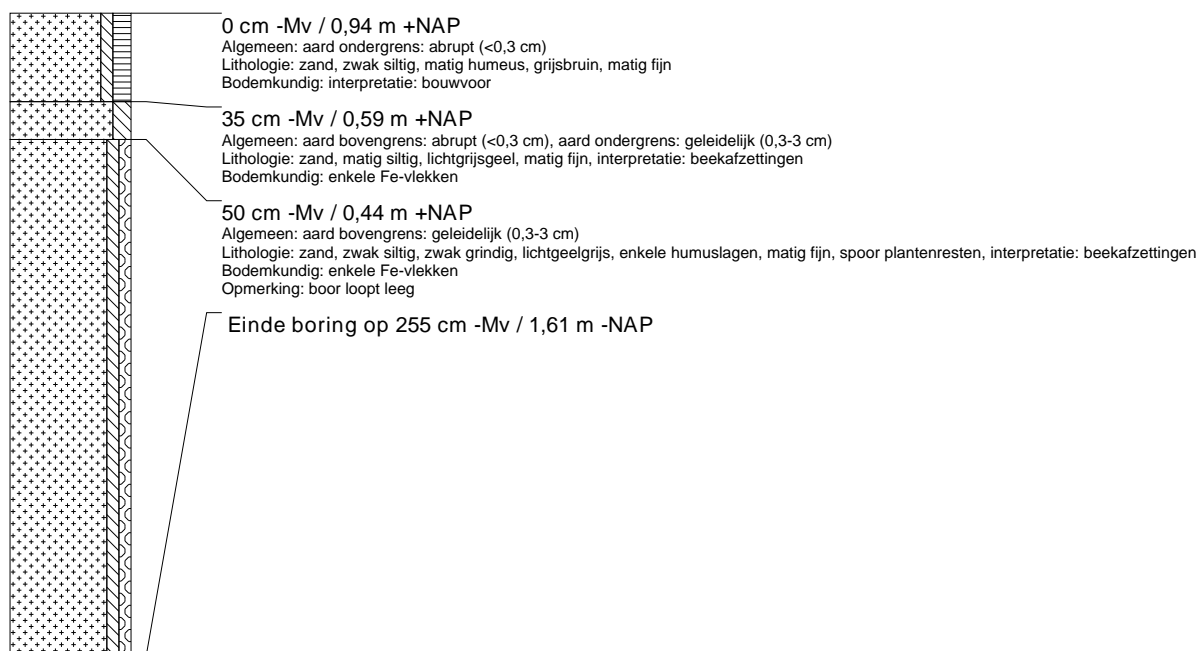 0 cm -Mv / 0,94 m +NAP
Algemeen: aard ondergrens: abrupt (<0,3 cm)
Lithologie: zand, zwak siltig, matig humeus, grijsbruin, matig fijn
Bodemkundig: interpretatie: bouwvoor
35 cm -Mv / 0,59 m +NAP
Algemeen: aard bovengrens: abrupt (<0,3 cm), aard ondergrens: geleidelijk (0,3-3 cm)
Lithologie: zand, matig siltig, lichtgrijsgeel, matig fijn, interpretatie: beekafzettingen
Bodemkundig: enkele Fe-vlekken
50 cm -Mv / 0,44 m +NAP
Algemeen: aard bovengrens: geleidelijk (0,3-3 cm)
Lithologie: zand, zwak siltig, zwak grindig, lichtgeelgrijs, enkele humuslagen, matig fijn, spoor plantenresten, interpretatie: beekafzettingen
Bodemkundig: enkele Fe-vlekken
Opmerking: boor loopt leeg
Einde boring op 255 cm -Mv / 1,61 m -NAP